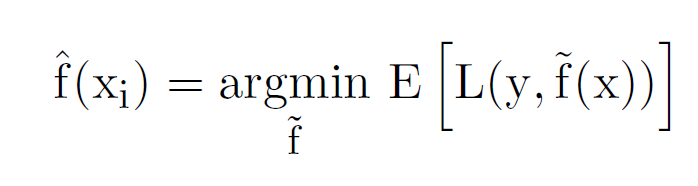 f̂(xᵢ) = argmin E [L(y, f̃(x))]
f̃